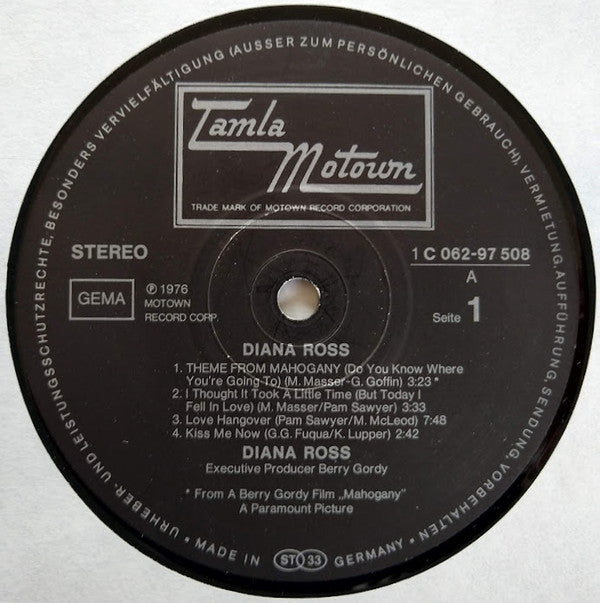 URHEBER- UND LEISTUNGSSCHUTZRECHTE, BESONDERS VERVIELFÄLTIGUNG (AUSSER ZUM PERSÖNLICHEN GEBRAUCH), VERMIETUNG, AUFFÜHRUNG, SENDUNG VORBEHALTEN
Tamla
Motown
TRADE MARK OF MOTOWN RECORD CORPORATION
STEREO
1 C 062-97 508
GEMA
℗ 1976
MOTOWN
RECORD CORP.
A
Seite 1
DIANA ROSS
1. THEME FROM MAHOGANY (Do You Know Where
You're Going To) (M. Masser-G. Goffin) 3:23 *
2. I Thought It Took A Little Time (But Today I
Fell In Love) (M. Masser/Pam Sawyer) 3:33
3. Love Hangover (Pam Sawyer/M. McLeod) 7:48
4. Kiss Me Now (G.G. Fuqua/K. Lupper) 2:42
DIANA ROSS
Executive Producer Berry Gordy
* From A Berry Gordy Film „Mahogany"
A Paramount Picture
• MADE IN ST 33 GERMANY •